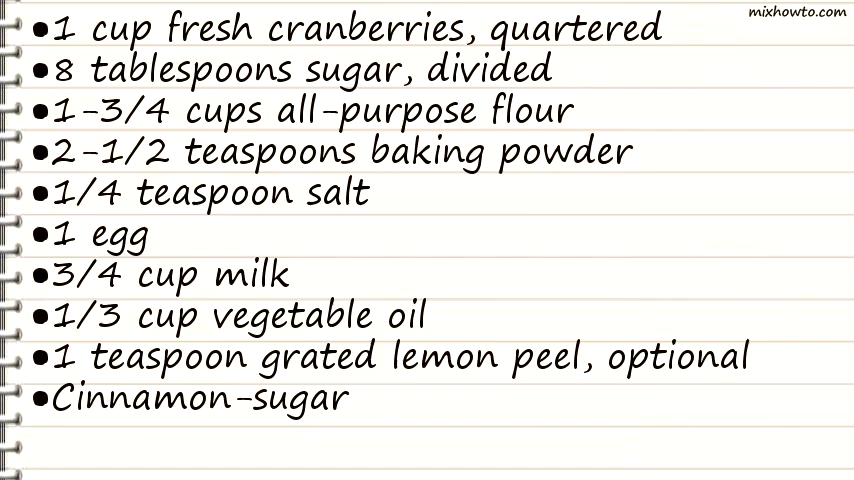 mixhowto.com
•1 cup fresh cranberries, quartered
•8 tablespoons sugar, divided
•1-3/4 cups all-purpose flour
•2-1/2 teaspoons baking powder
•1/4 teaspoon salt
•1 egg
•3/4 cup milk
•1/3 cup vegetable oil
•1 teaspoon grated lemon peel, optional
•Cinnamon-sugar